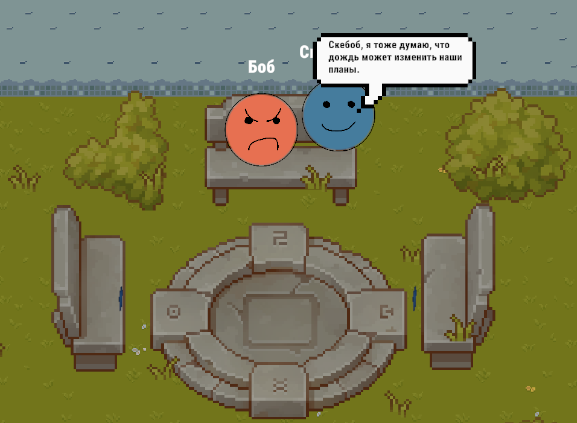 Боб
Скебоб, я тоже думаю, что
дождь может изменить наши
планы.